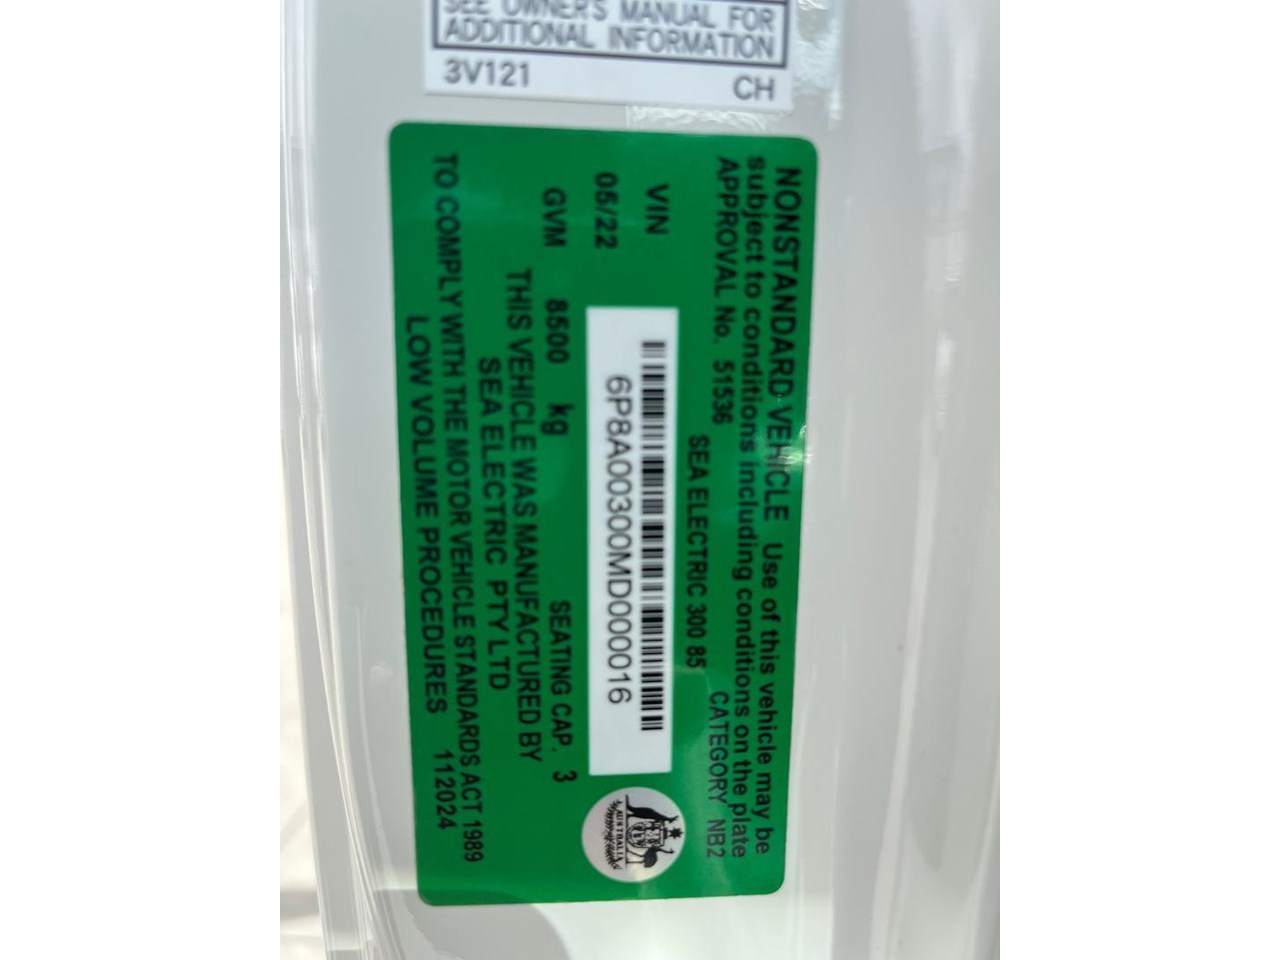 SEE OWNER'S MANUAL FOR
ADDITIONAL INFORMATION
3V121 CH
NONSTANDARD VEHICLE Use of this vehicle may be
subject to conditions including conditions on the plate
APPROVAL No. 51536 CATEGORY NB2
SEA ELECTRIC 300 85
VIN 6P8A00300MD000016
05/22
AUSTRALIA
GVM 8500 kg SEATING CAP. 3
THIS VEHICLE WAS MANUFACTURED BY
SEA ELECTRIC PTY LTD
TO COMPLY WITH THE MOTOR VEHICLE STANDARDS ACT 1989
LOW VOLUME PROCEDURES 112024